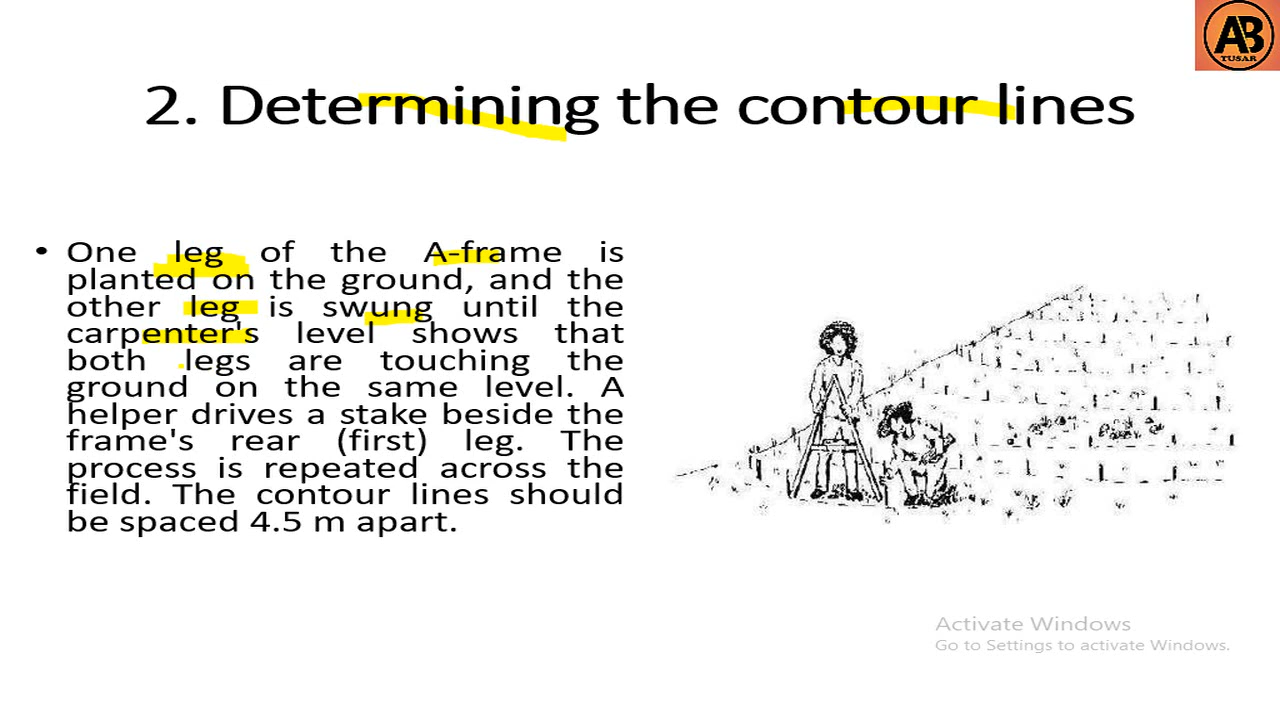 AB
TUSAR
2. Determining the contour lines
• One leg of the A-frame is
planted on the ground, and the
other leg is swung until the
carpenter's level shows that
both legs are touching the
ground on the same level. A
helper drives a stake beside the
frame's rear (first) leg. The
process is repeated across the
field. The contour lines should
be spaced 4.5 m apart.
Activate Windows
Go to Settings to activate Windows.